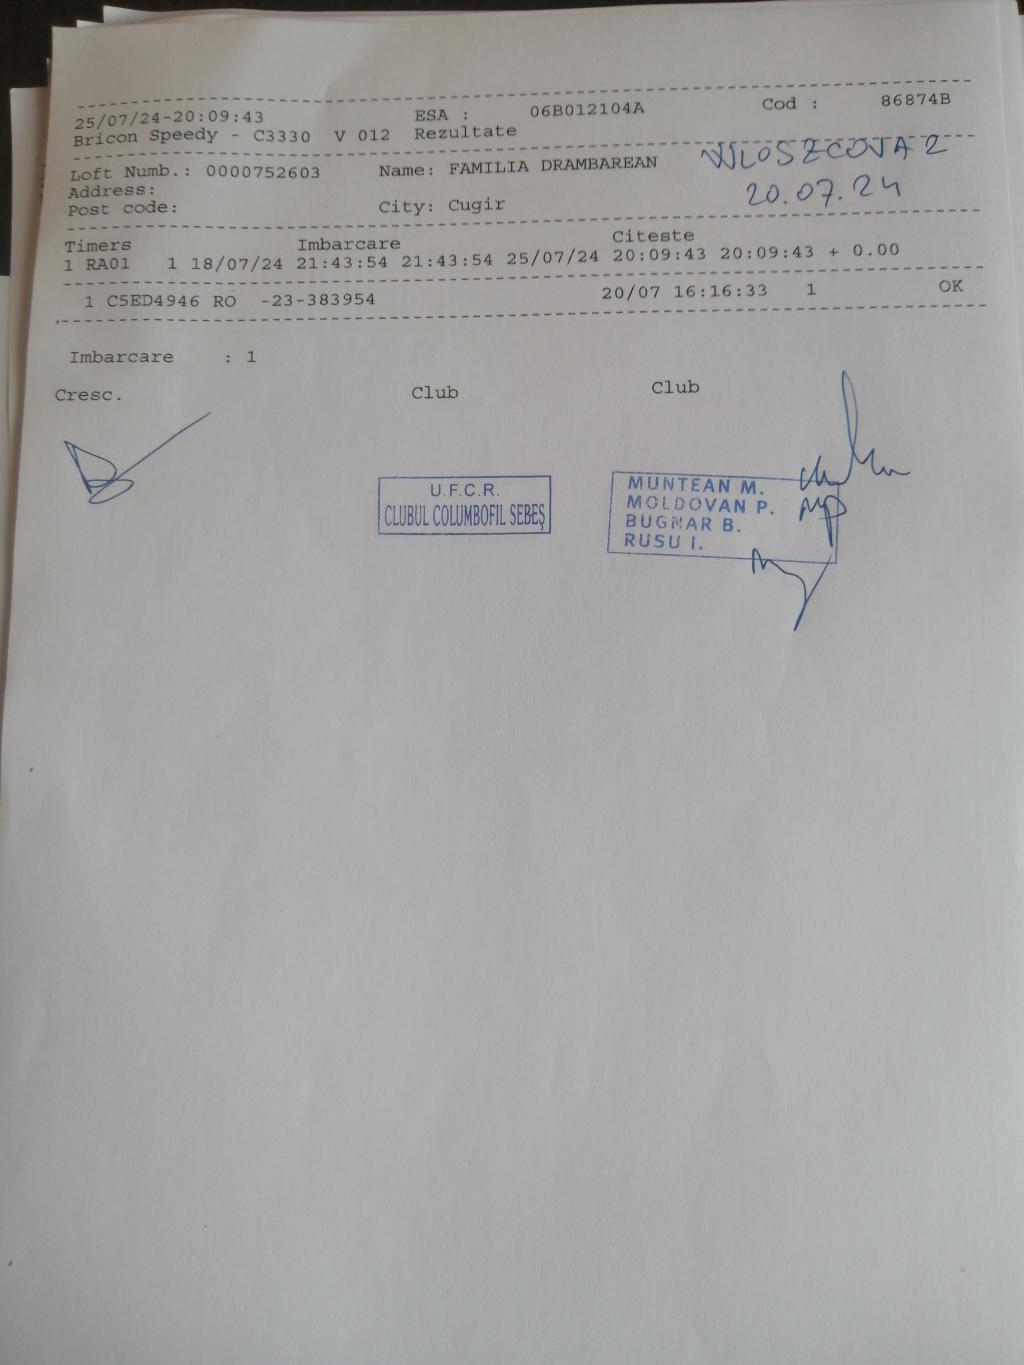 25/07/24-20:09:43 ESA : 06B012104A Cod : 86874B
Bricon Speedy - C3330 V 012 Rezultate
Loft Numb.: 0000752603 Name: FAMILIA DRAMBAREAN WLOSZCOVA 2
Address:
20.07.24
Post code: City: Cugir
Timers Imbarcare Citeste
1 RA01 1 18/07/24 21:43:54 21:43:54 25/07/24 20:09:43 20:09:43 + 0.00
1 C5ED4946 RO -23-383954 20/07 16:16:33 1 OK
Imbarcare : 1
Cresc. Club Club
U.F.C.R.
CLUBUL COLUMBOFIL SEBEȘ
MUNTEAN M.
MOLDOVAN P.
BUGNAR B.
RUSU I.